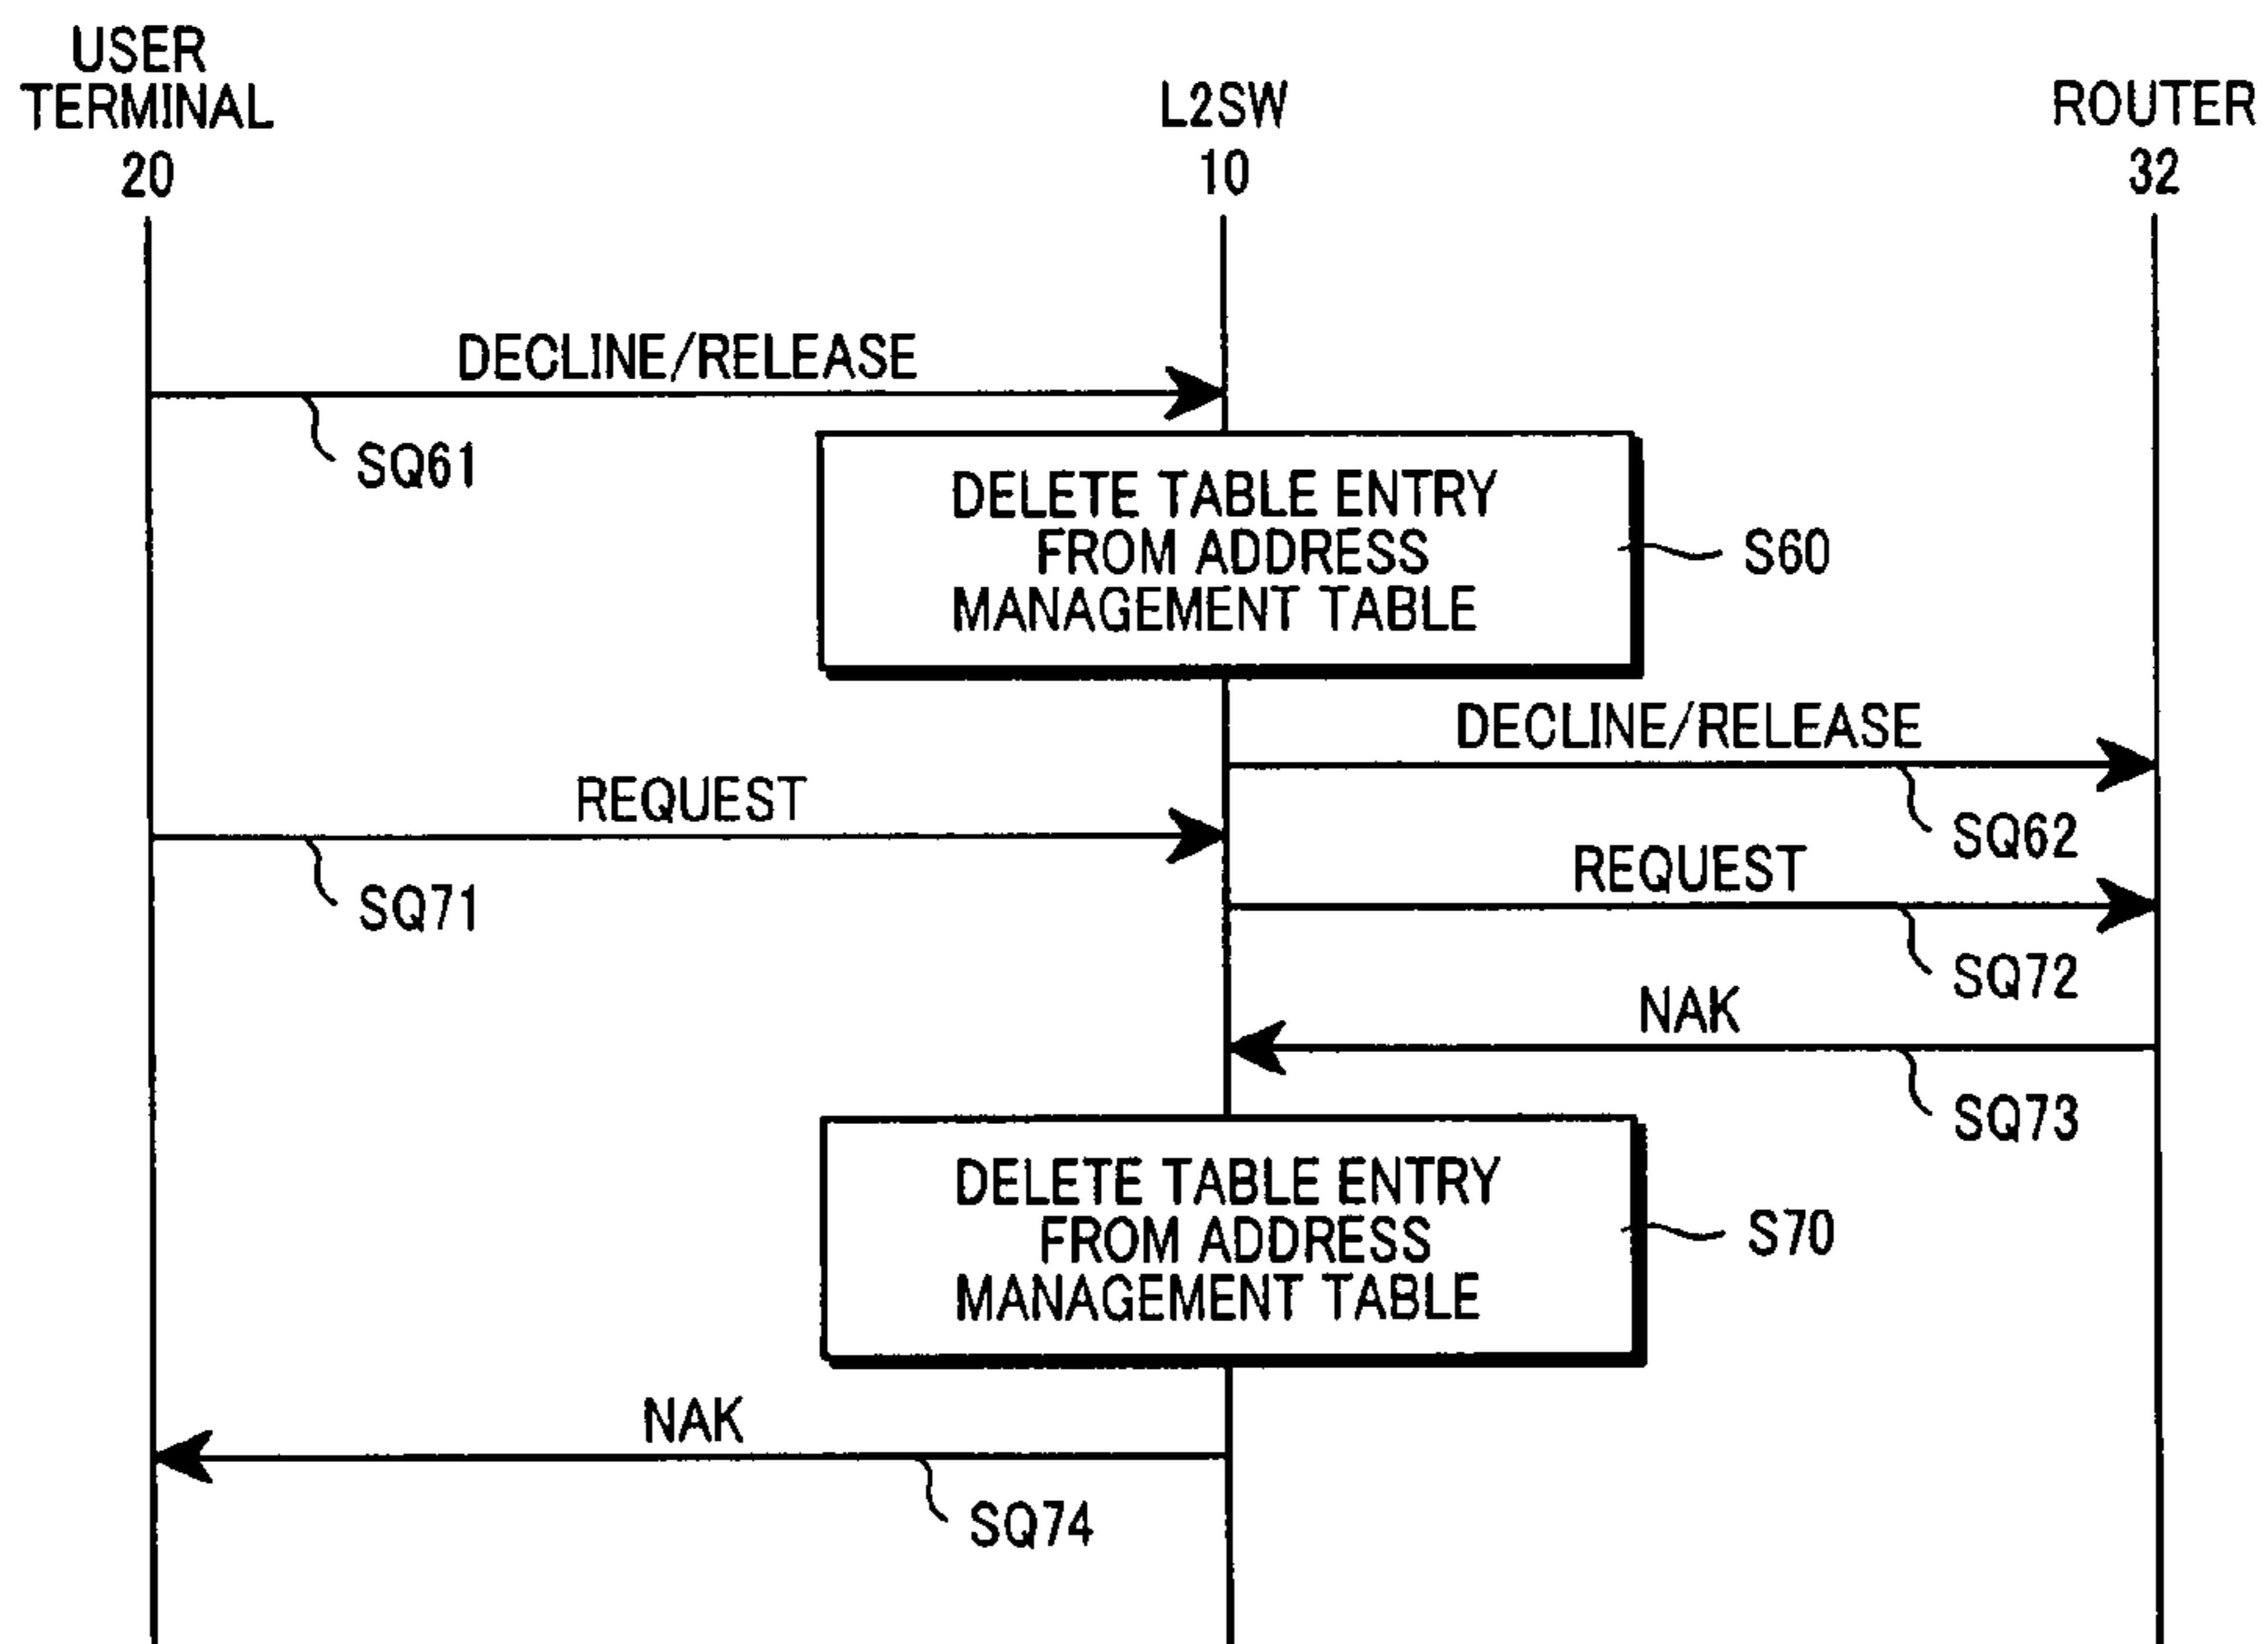 USER
TERMINAL
20
L2SW
10
ROUTER
32
DECLINE/RELEASE
SQ61
DELETE TABLE ENTRY
FROM ADDRESS
MANAGEMENT TABLE
S60
DECLINE/RELEASE
SQ62
REQUEST
SQ71
REQUEST
SQ72
NAK
SQ73
DELETE TABLE ENTRY
FROM ADDRESS
MANAGEMENT TABLE
S70
NAK
SQ74